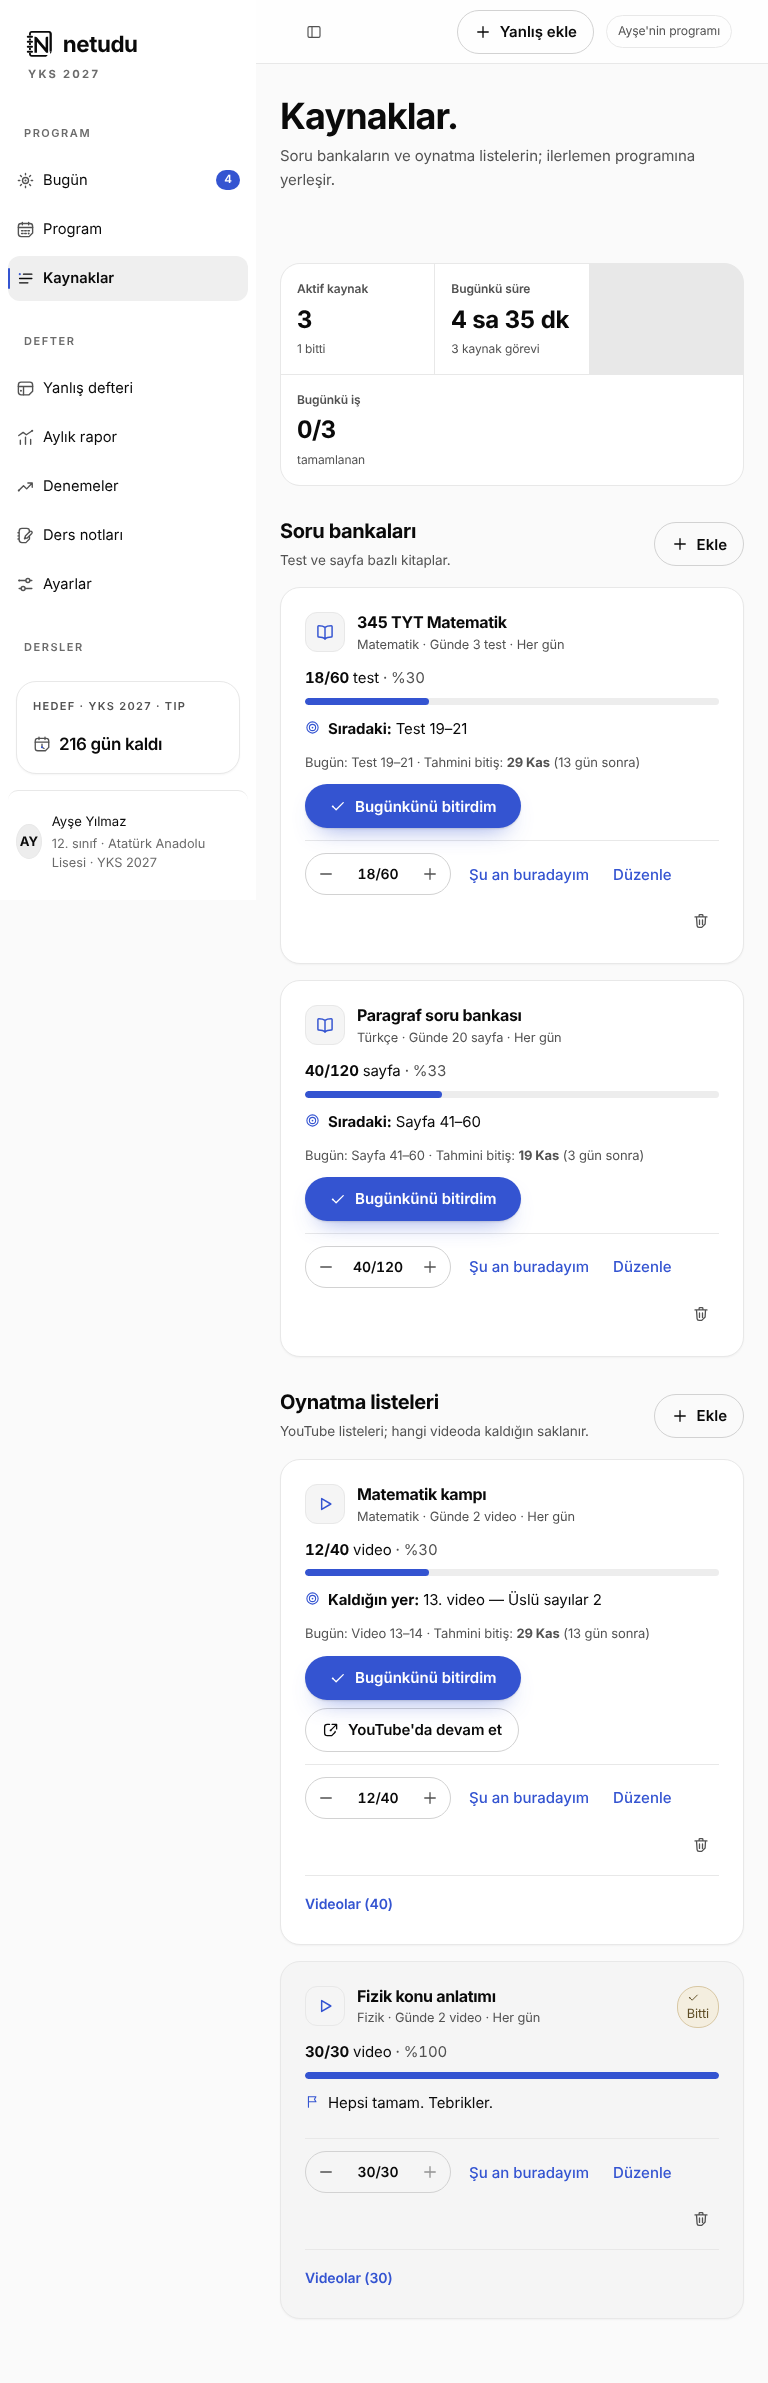 netudu
YKS 2027
PROGRAM
Bugün 4
Program
Kaynaklar
DEFTER
Yanlış defteri
Aylık rapor
Denemeler
Ders notları
Ayarlar
DERSLER
HEDEF · YKS 2027 · TIP
216 gün kaldı
AY
Ayşe Yılmaz
12. sınıf · Atatürk Anadolu
Lisesi · YKS 2027
Yanlış ekle
Ayşe'nin programı
Kaynaklar.
Soru bankaların ve oynatma listelerin; ilerlemen programına
yerleşir.
Aktif kaynak
3
1 bitti
Bugünkü süre
4 sa 35 dk
3 kaynak görevi
Bugünkü iş
0/3
tamamlanan
Soru bankaları
Test ve sayfa bazlı kitaplar.
Ekle
345 TYT Matematik
Matematik · Günde 3 test · Her gün
18/60 test · %30
Sıradaki: Test 19–21
Bugün: Test 19–21 · Tahmini bitiş: 29 Kas (13 gün sonra)
Bugünkünü bitirdim
18/60 Şu an buradayım Düzenle
Paragraf soru bankası
Türkçe · Günde 20 sayfa · Her gün
40/120 sayfa · %33
Sıradaki: Sayfa 41–60
Bugün: Sayfa 41–60 · Tahmini bitiş: 19 Kas (3 gün sonra)
Bugünkünü bitirdim
40/120 Şu an buradayım Düzenle
Oynatma listeleri
YouTube listeleri; hangi videoda kaldığın saklanır.
Ekle
Matematik kampı
Matematik · Günde 2 video · Her gün
12/40 video · %30
Kaldığın yer: 13. video — Üslü sayılar 2
Bugün: Video 13–14 · Tahmini bitiş: 29 Kas (13 gün sonra)
Bugünkünü bitirdim
YouTube'da devam et
12/40 Şu an buradayım Düzenle
Videolar (40)
Fizik konu anlatımı
Fizik · Günde 2 video · Her gün
Bitti
30/30 video · %100
Hepsi tamam. Tebrikler.
30/30 Şu an buradayım Düzenle
Videolar (30)